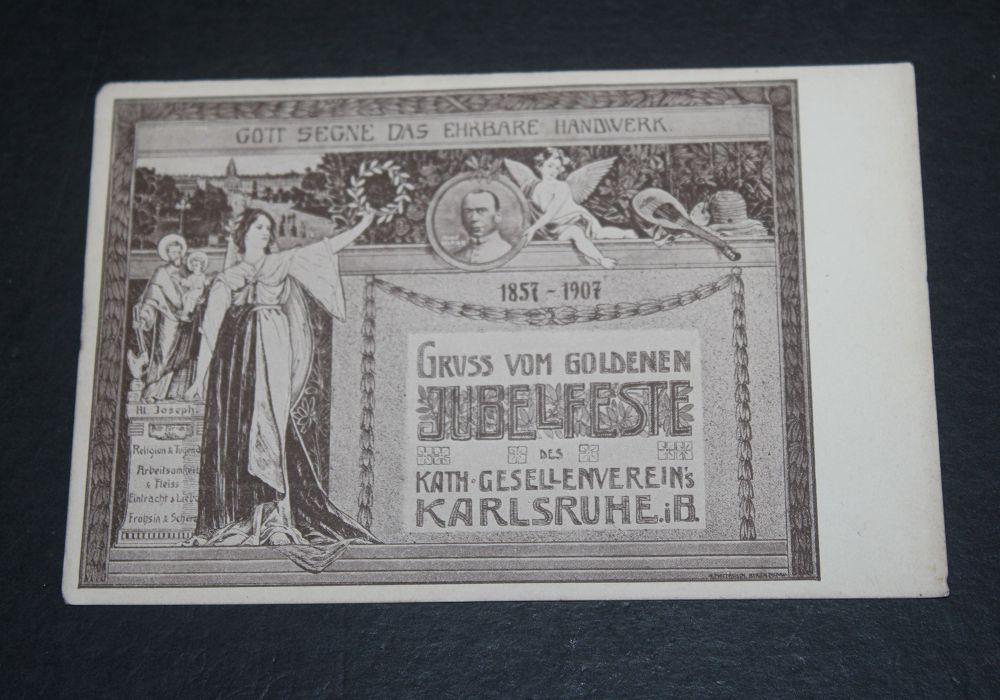 GOTT SEGNE DAS EHRBARE HANDWERK.
1857 - 1907
GRUSS VOM GOLDENEN
JUBELFESTE
DES
KATH. GESELLENVEREIN's
KARLSRUHE.i.B.
Hl. Joseph.
Religion & Tugend
Arbeitsamkeit
& Fleiss
Eintracht & Liebe
Frohsin & Scherz